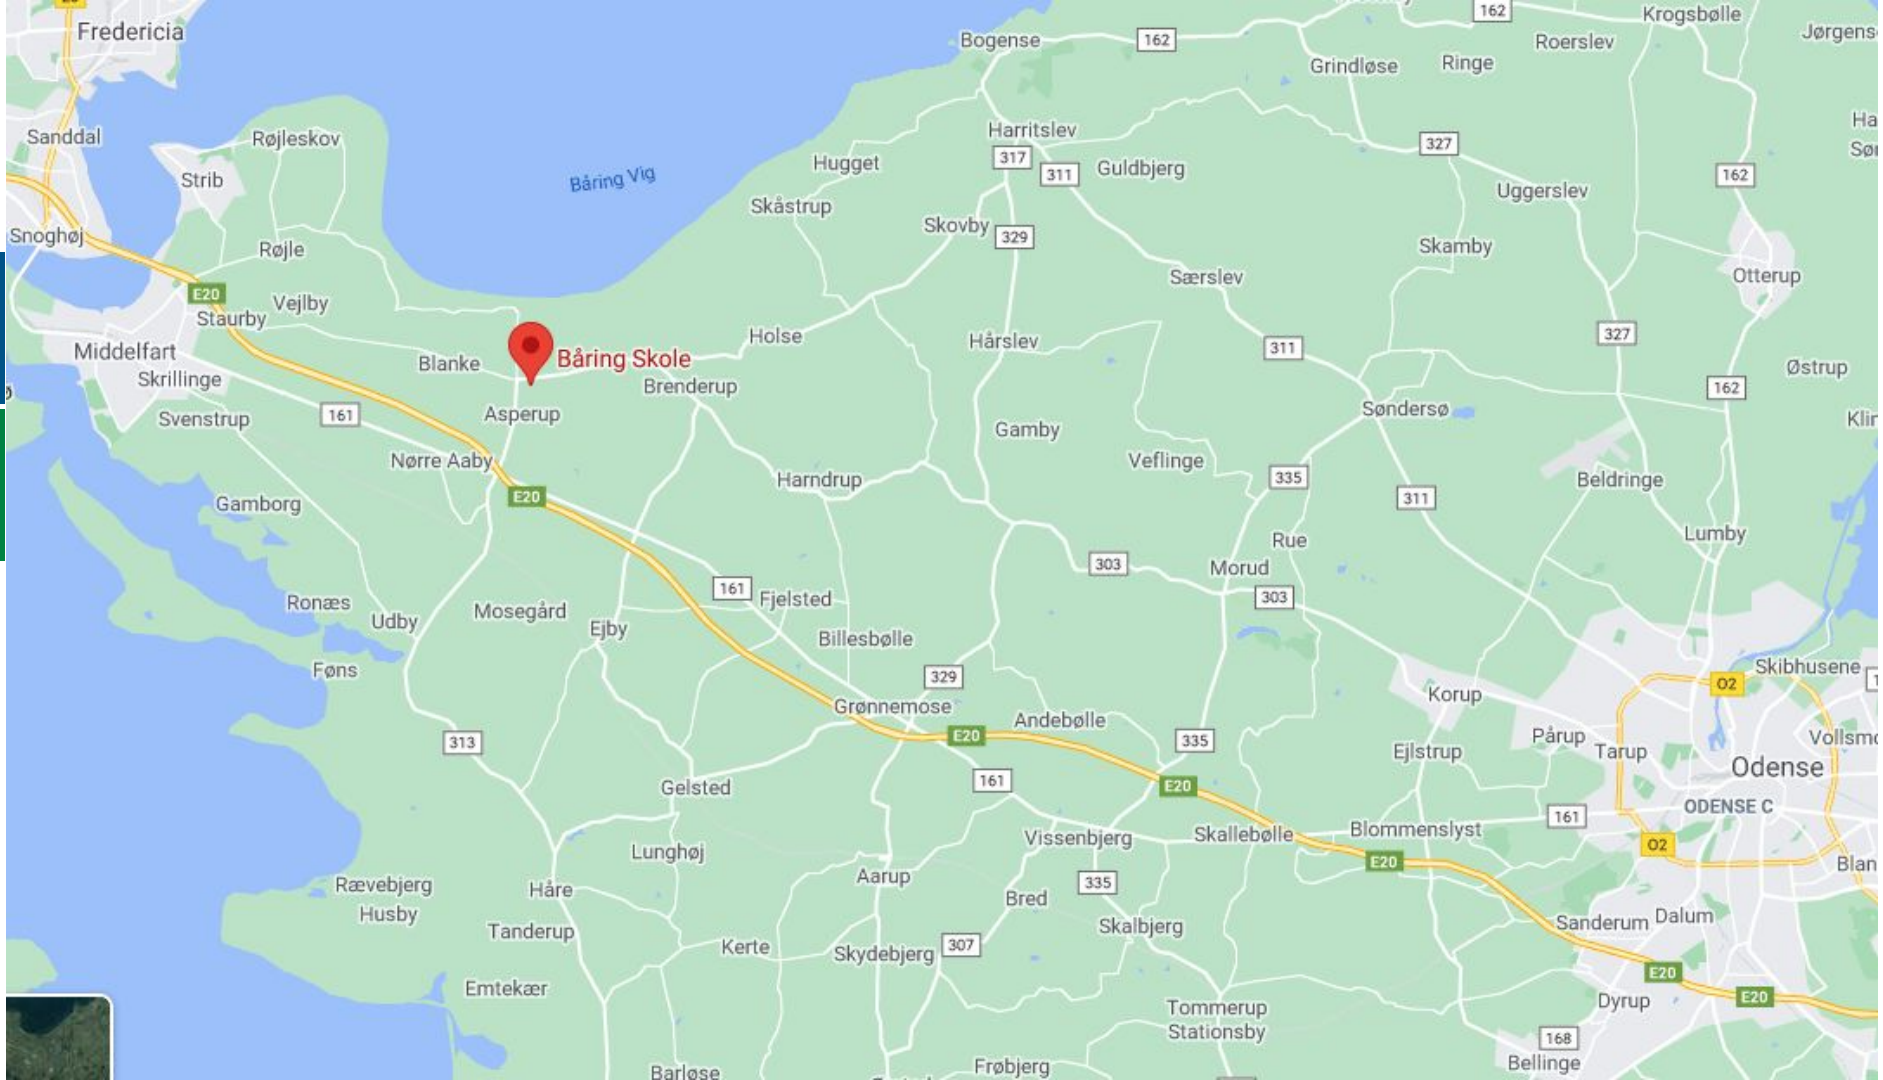 162
Krogsbølle
Fredericia
Bogense
162
Roerslev
Grindløse
Ringe
Sanddal
Røjleskov
Harritslev
327
Hugget
317
Guldbjerg
311
Strib
Båring Vig
162
Uggerslev
Skåstrup
Skovby
Snoghøj
329
Røjle
Skamby
Særslev
Otterup
E20
Vejlby
Staurby
327
Holse
Hårslev
Middelfart
Blanke
Båring Skole
311
Østrup
Skrillinge
Brenderup
162
161
Asperup
Svenstrup
Søndersø
Gamby
Nørre Aaby
Veflinge
Harndrup
335
Beldringe
E20
311
Gamborg
Lumby
Rue
303
Morud
161
Fjelsted
303
Ronæs
Mosegård
Udby
Ejby
Billesbølle
Føns
329
Skibhusene
O2
Korup
Grønnemose
Andebølle
E20
313
335
Pårup
Ejlstrup
Tarup
Odense
161
E20
Gelsted
ODENSE C
161
Vissenbjerg
Skallebølle
Blommenslyst
O2
Lunghøj
E20
Aarup
335
Rævebjerg
Håre
Bred
Husby
Dalum
Sanderum
Skalbjerg
Tanderup
Kerte
307
Skydebjerg
E20
Emtekær
E20
Dyrup
Tommerup
Stationsby
168
Bellinge
Frøbjerg
Barløse